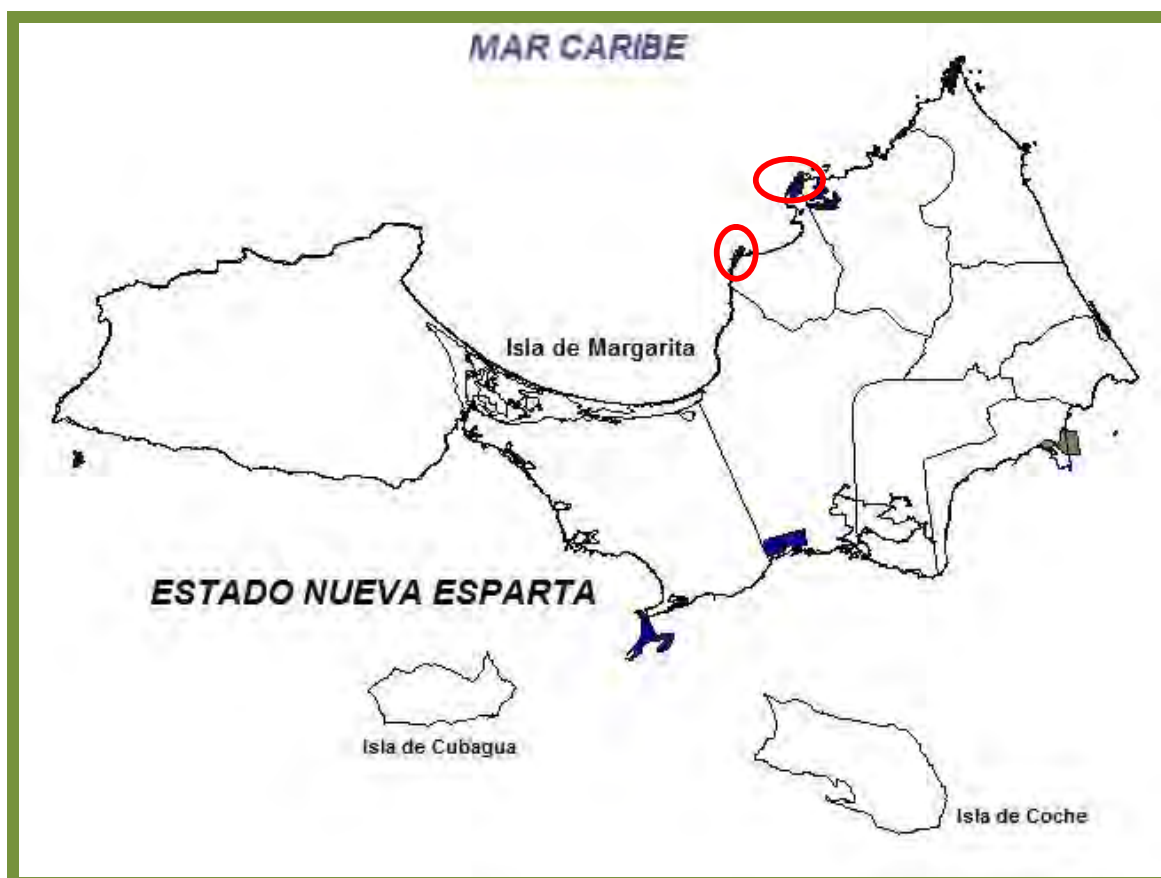 MAR CARIBE
Isla de Margarita
ESTADO NUEVA ESPARTA
Isla de Cubagua
Isla de Coche